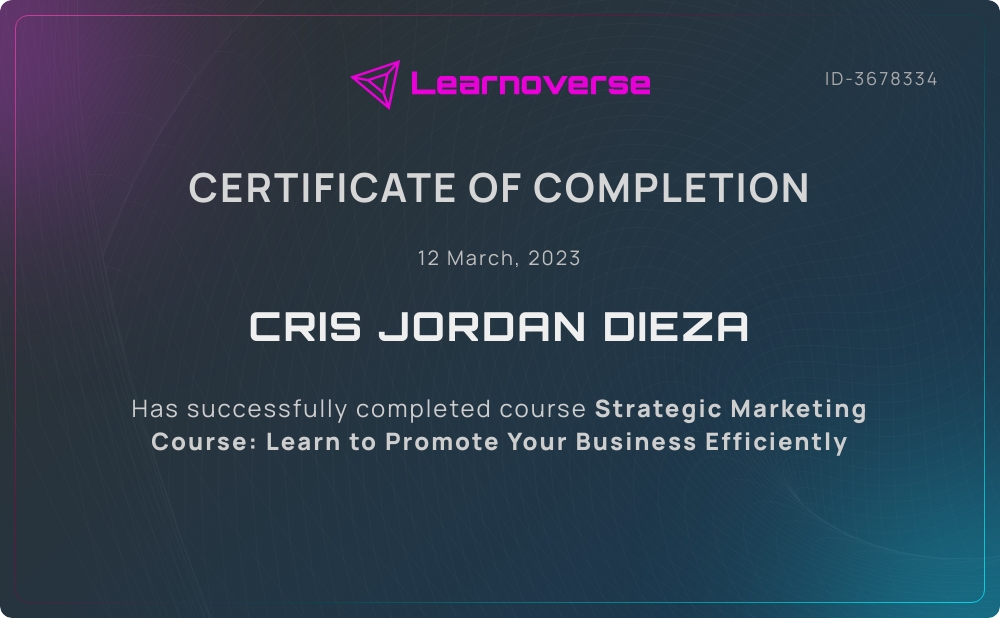 Learnoverse
ID-3678334
CERTIFICATE OF COMPLETION
12 March, 2023
CRIS JORDAN DIEZA
Has successfully completed course Strategic Marketing
Course: Learn to Promote Your Business Efficiently